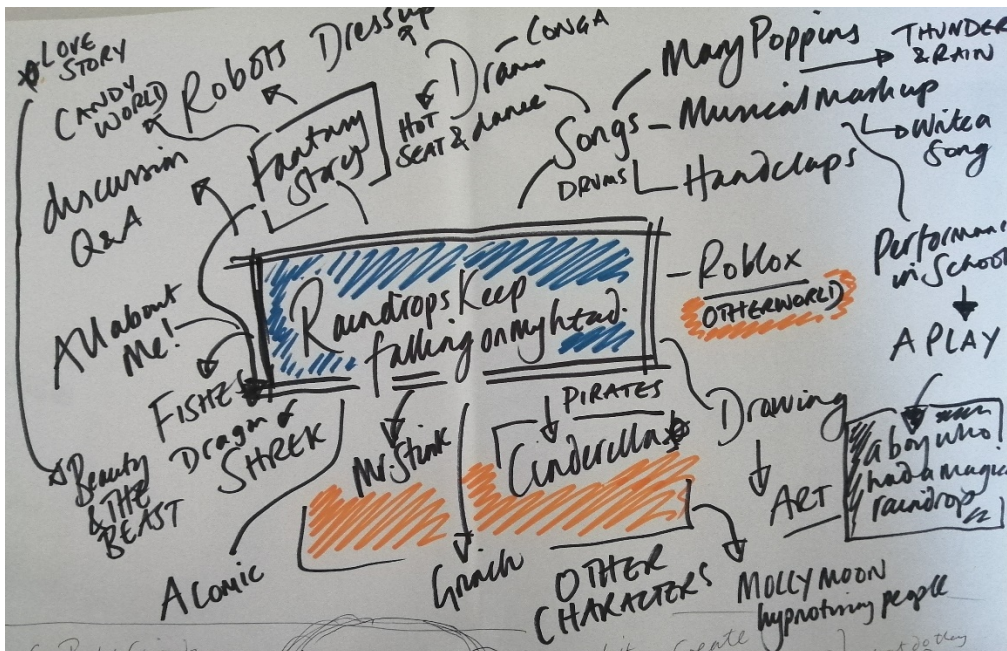 LOVE
STORY
CANDY
WORLD
Robots
Dressup
Drama
CONGA
HOT
SEAT & dance
Mary Poppins
THUNDER
& RAIN
Songs
DRUMS
Musical mashup
Write a
Song
Handclaps
Fantasy
Story
discussion
Q&A
Raindrops Keep
falling on my head.
Roblox
OTHERWORLD
Performance
in School
A PLAY
a boy who
had a magic
raindrop
All about
Me!
FISHES
Dragon &
SHREK
Beauty
& THE
BEAST
Mr. Stink
PIRATES
Cinderella
Drawing
ART
A Comic
Grinch
OTHER
CHARACTERS
MOLLY MOON
hypnotising people
Create